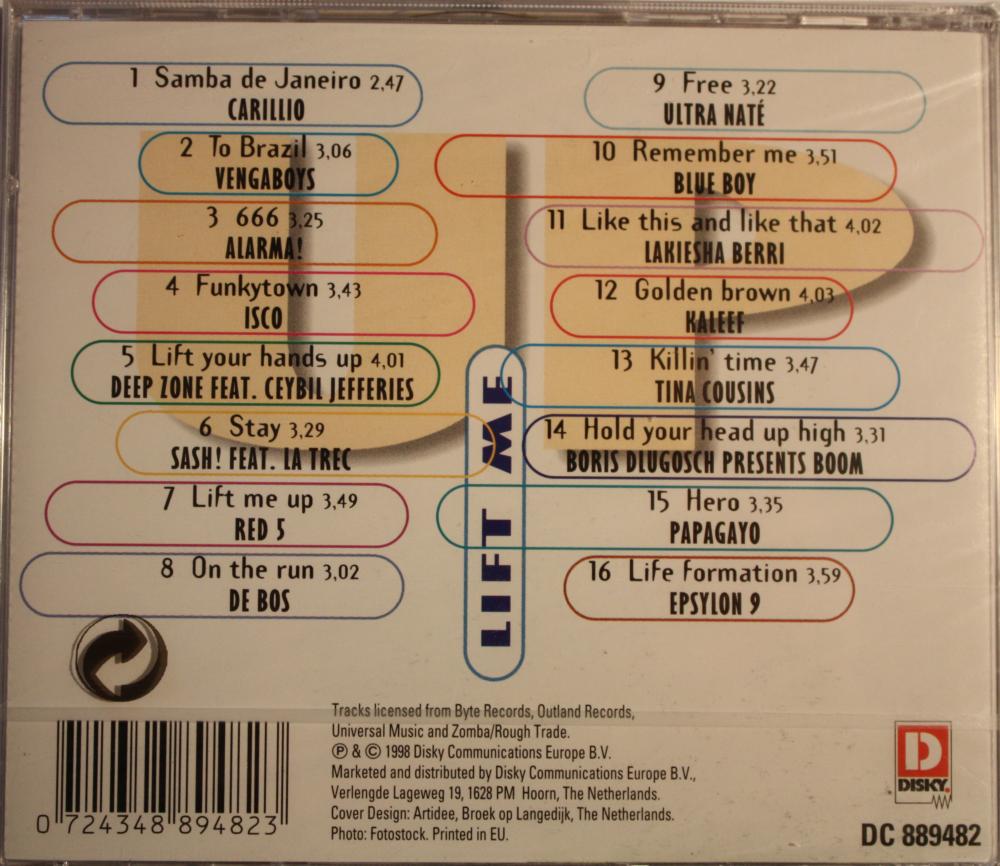 1 Samba de Janeiro 2,47
CARILLIO
2 To Brazil 3,06
VENGABOYS
3 666 3,25
ALARMA!
4 Funkytown 3,43
ISCO
5 Lift your hands up 4,01
DEEP ZONE FEAT. CEYBIL JEFFERIES
6 Stay 3,29
SASH! FEAT. LA TREC
7 Lift me up 3,49
RED 5
8 On the run 3,02
DE BOS
9 Free 3,22
ULTRA NATÉ
10 Remember me 3,51
BLUE BOY
11 Like this and like that 4,02
LAKIESHA BERRI
12 Golden brown 4,03
KALEEF
13 Killin' time 3,47
TINA COUSINS
14 Hold your head up high 3,31
BORIS DLUGOSCH PRESENTS BOOM
15 Hero 3,35
PAPAGAYO
16 Life Formation 3,59
EPSYLON 9
LIFT ME
UP
Tracks licensed from Byte Records, Outland Records,
Universal Music and Zomba/Rough Trade.
℗ & © 1998 Disky Communications Europe B.V.
Marketed and distributed by Disky Communications Europe B.V.,
Verlengde Lageweg 19, 1628 PM Hoorn, The Netherlands.
Cover Design: Artidee, Broek op Langedijk, The Netherlands.
Photo: Fotostock. Printed in EU.
0 724348 894823
D
DISKY.
DC 889482